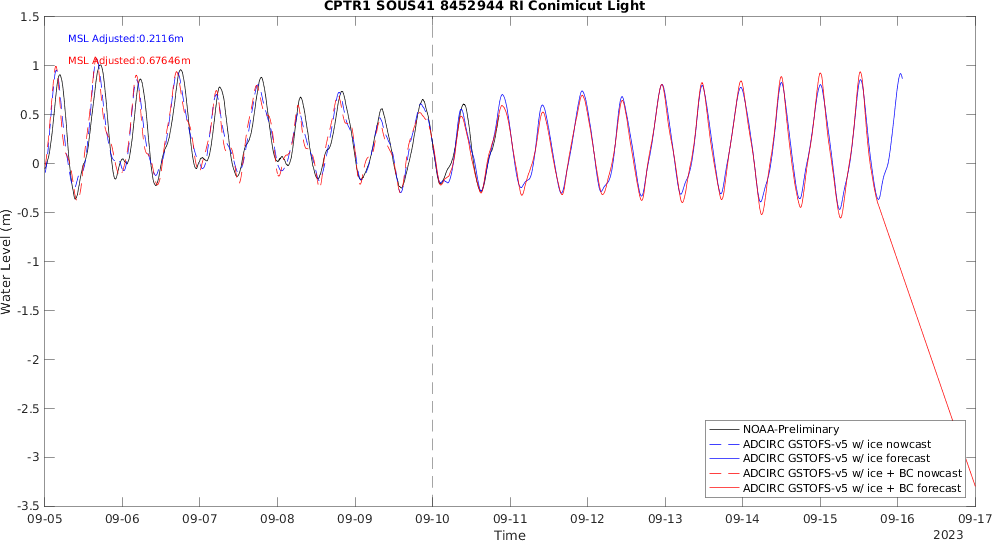 CPTR1 SOUS41 8452944 RI Conimicut Light
MSL Adjusted:0.2116m
MSL Adjusted:0.67646m
Water Level (m)
1.5
1
0.5
0
-0.5
-1
-1.5
-2
-2.5
-3
-3.5
NOAA-Preliminary
ADCIRC GSTOFS-v5 w/ ice nowcast
ADCIRC GSTOFS-v5 w/ ice forecast
ADCIRC GSTOFS-v5 w/ ice + BC nowcast
ADCIRC GSTOFS-v5 w/ ice + BC forecast
09-05 09-06 09-07 09-08 09-09 09-10 09-11 09-12 09-13 09-14 09-15 09-16 09-17
Time
2023